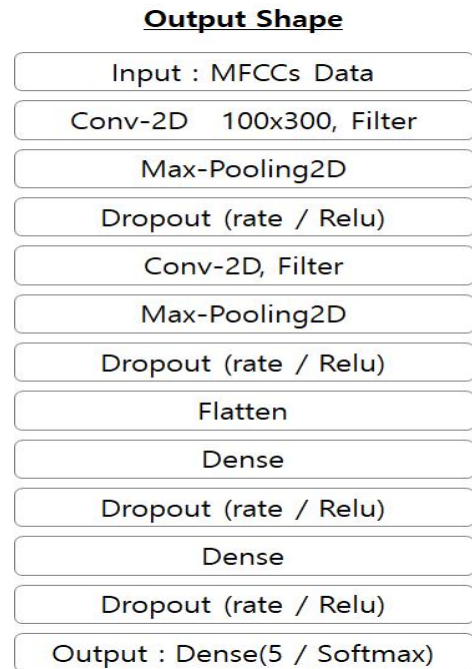 Output Shape
Input : MFCCs Data
Conv-2D 100x300, Filter
Max-Pooling2D
Dropout (rate / Relu)
Conv-2D, Filter
Max-Pooling2D
Dropout (rate / Relu)
Flatten
Dense
Dropout (rate / Relu)
Dense
Dropout (rate / Relu)
Output : Dense(5 / Softmax)